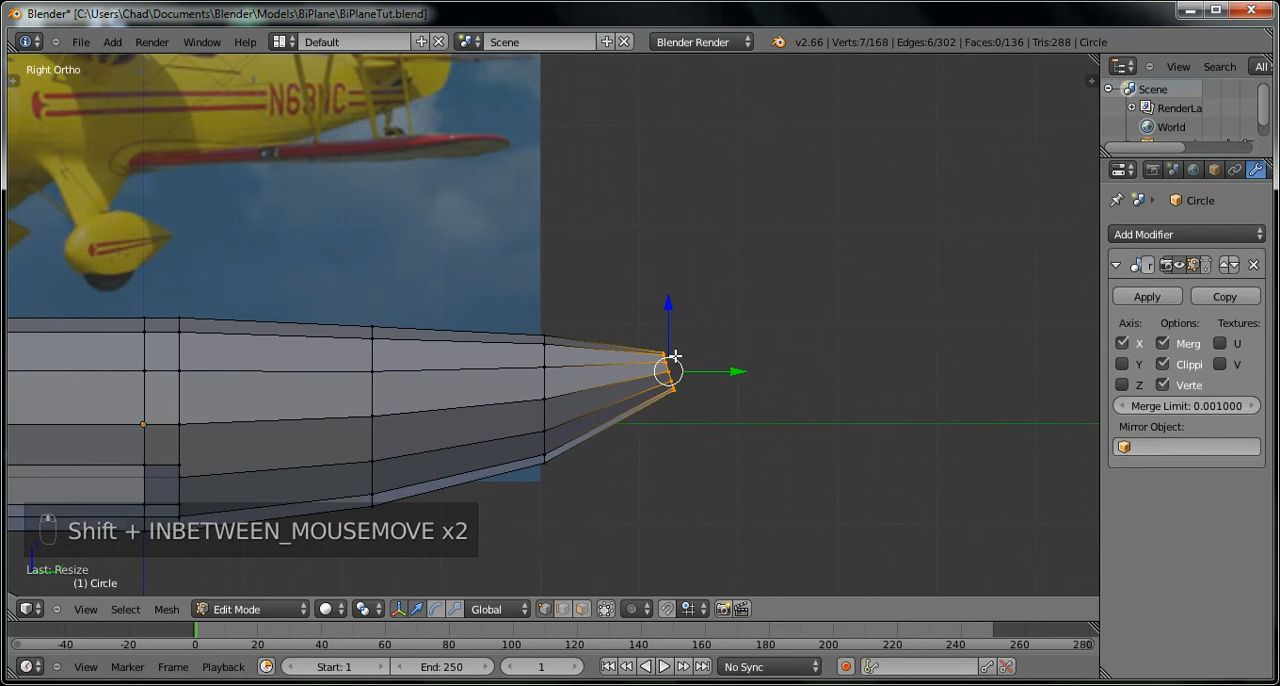 Blender* [C:\Users\Chad\Documents\Blender\Models\BiPlane\BiPlaneTut.blend]
File Add Render Window Help Default Scene Blender Render v2.66 | Verts:7/168 | Edges:6/302 | Faces:0/136 | Tris:288 | Circle
Right Ortho
View Search All
Scene
RenderLa
World
N63NC
Circle
Add Modifier
Apply Copy
Axis: Options: Textures:
X Merg U
Y Clippi V
Z Verte
Merge Limit: 0.001000
Mirror Object:
Shift + INBETWEEN_MOUSEMOVE x2
Last: Resize
(1) Circle
View Select Mesh Edit Mode Global
-40 -20 0 20 40 60 80 100 120 140 160 180 200 220 240 260 280
View Marker Frame Playback Start: 1 End: 250 1 No Sync